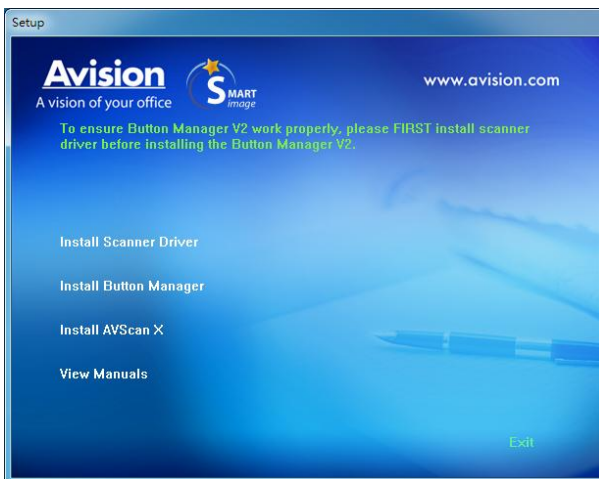 Setup
Avision
A vision of your office
SMART
image
www.avision.com
To ensure Button Manager V2 work properly, please FIRST install scanner
driver before installing the Button Manager V2.
Install Scanner Driver
Install Button Manager
Install AVScan X
View Manuals
Exit